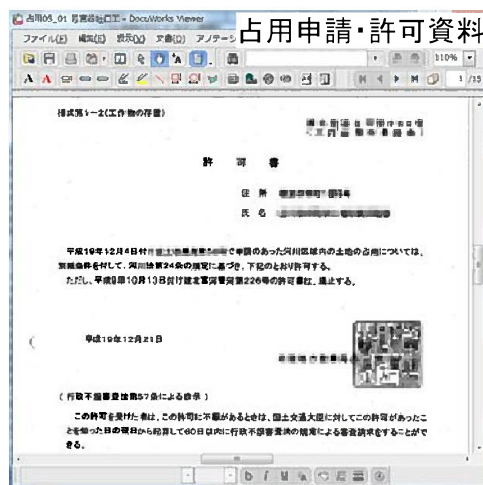 占用申請・許可資料
DocuWorks Viewer
ファイル(F) 編集(E) 表示(V) 文書(D) アノテー
110%
1 /15
様式第1-2(工作物の存置)
許 可 書
住 所
氏 名
平成19年12月4日付 で申請のあった河川区域内の土地の占用については、
別紙条件を付して、河川法第24条の規定に基づき、下記のとおり許可する。
ただし、平成 年10月13日付け 第226号の許可書は、廃止する。
平成19年12月21日
(行政不服審査法第57条による教示)
この許可を受けた者は、この許可に不服があるときは、国土交通大臣に対してこの許可があったこ
とを知った日の翌日から起算して60日以内に行政不服審査法の規定による審査請求をすることがで
きる。